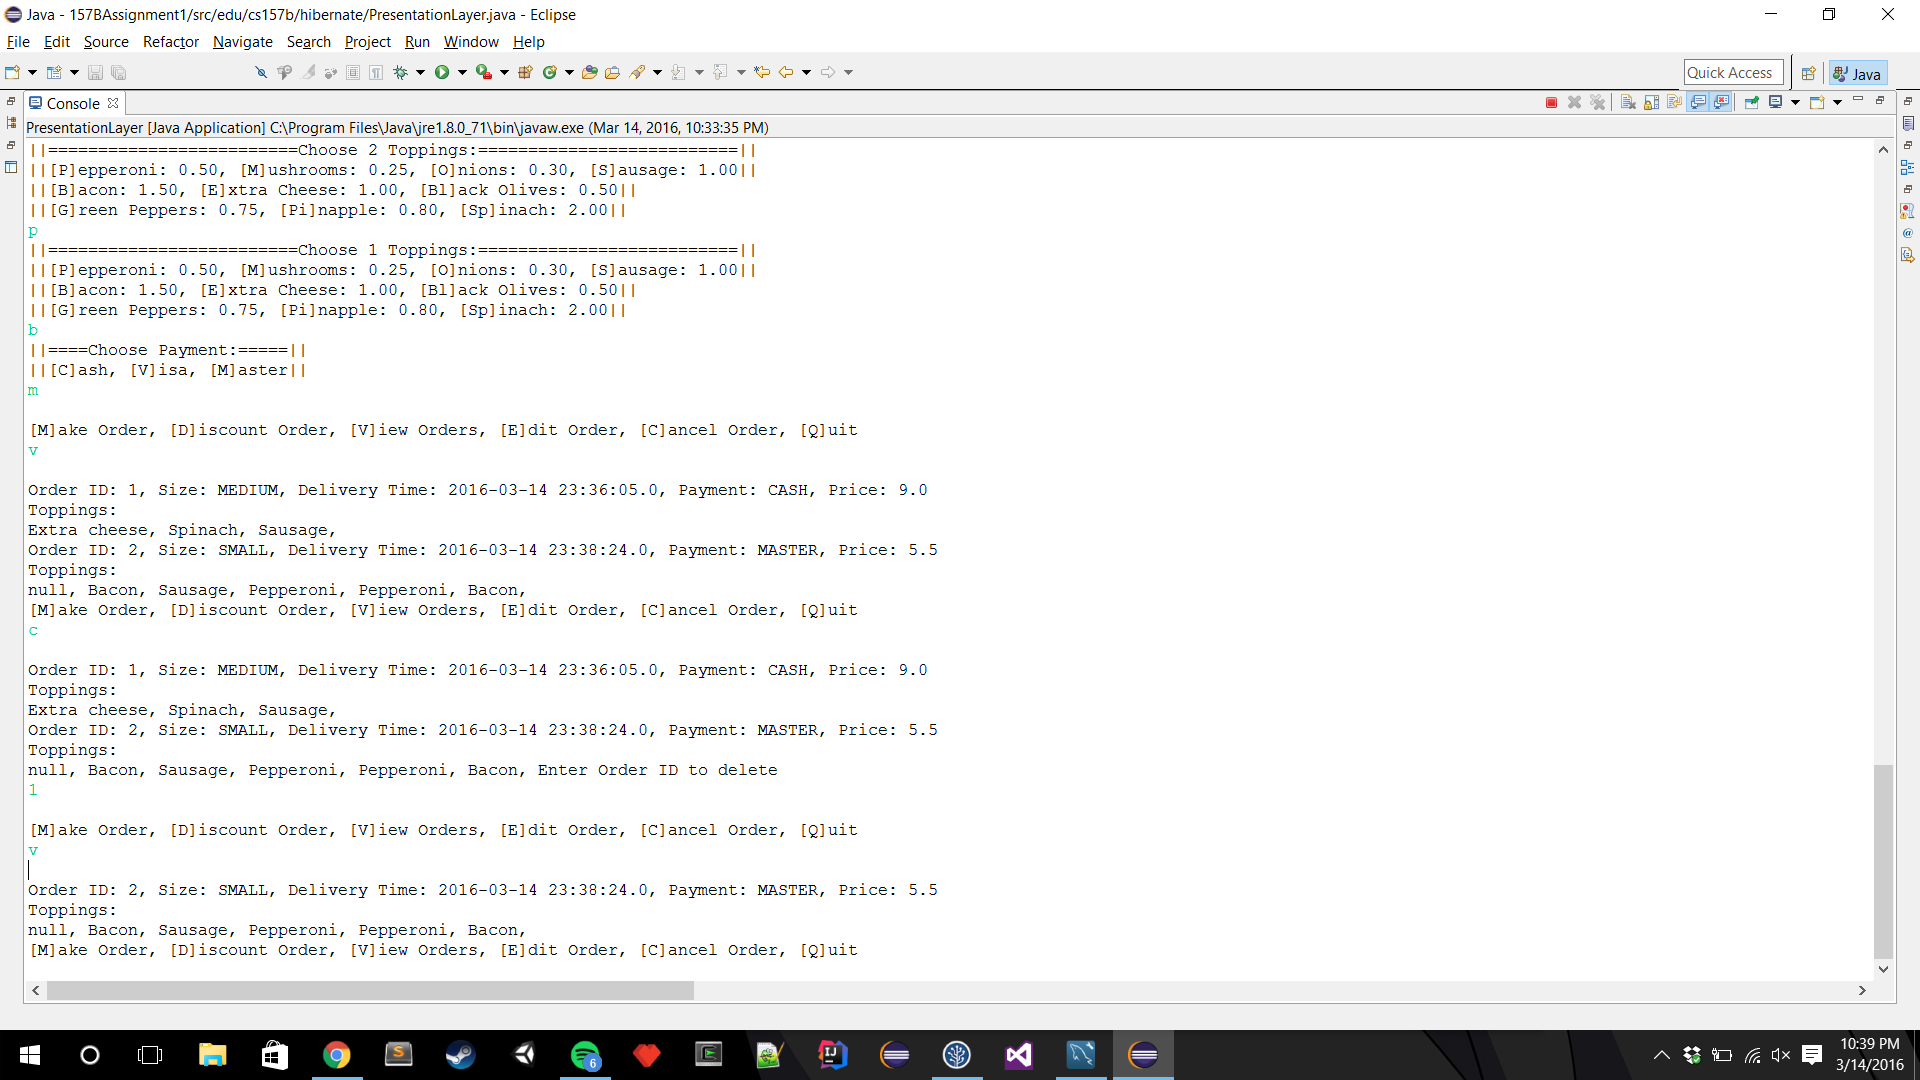 Java - 157BAssignment1/src/edu/cs157b/hibernate/PresentationLayer.java - Eclipse
File Edit Source Refactor Navigate Search Project Run Window Help
Quick Access
Java
Console
PresentationLayer [Java Application] C:\Program Files\Java\jre1.8.0_71\bin\javaw.exe (Mar 14, 2016, 10:33:35 PM)
||=========================Choose 2 Toppings:==========================||
||[P]epperoni: 0.50, [M]ushrooms: 0.25, [O]nions: 0.30, [S]ausage: 1.00||
||[B]acon: 1.50, [E]xtra Cheese: 1.00, [Bl]ack Olives: 0.50||
||[G]reen Peppers: 0.75, [Pi]napple: 0.80, [Sp]inach: 2.00||
p
||=========================Choose 1 Toppings:==========================||
||[P]epperoni: 0.50, [M]ushrooms: 0.25, [O]nions: 0.30, [S]ausage: 1.00||
||[B]acon: 1.50, [E]xtra Cheese: 1.00, [Bl]ack Olives: 0.50||
||[G]reen Peppers: 0.75, [Pi]napple: 0.80, [Sp]inach: 2.00||
b
||====Choose Payment:=====||
||[C]ash, [V]isa, [M]aster||
m
[M]ake Order, [D]iscount Order, [V]iew Orders, [E]dit Order, [C]ancel Order, [Q]uit
v
Order ID: 1, Size: MEDIUM, Delivery Time: 2016-03-14 23:36:05.0, Payment: CASH, Price: 9.0
Toppings:
Extra cheese, Spinach, Sausage,
Order ID: 2, Size: SMALL, Delivery Time: 2016-03-14 23:38:24.0, Payment: MASTER, Price: 5.5
Toppings:
null, Bacon, Sausage, Pepperoni, Pepperoni, Bacon,
[M]ake Order, [D]iscount Order, [V]iew Orders, [E]dit Order, [C]ancel Order, [Q]uit
c
Order ID: 1, Size: MEDIUM, Delivery Time: 2016-03-14 23:36:05.0, Payment: CASH, Price: 9.0
Toppings:
Extra cheese, Spinach, Sausage,
Order ID: 2, Size: SMALL, Delivery Time: 2016-03-14 23:38:24.0, Payment: MASTER, Price: 5.5
Toppings:
null, Bacon, Sausage, Pepperoni, Pepperoni, Bacon, Enter Order ID to delete
1
[M]ake Order, [D]iscount Order, [V]iew Orders, [E]dit Order, [C]ancel Order, [Q]uit
v
Order ID: 2, Size: SMALL, Delivery Time: 2016-03-14 23:38:24.0, Payment: MASTER, Price: 5.5
Toppings:
null, Bacon, Sausage, Pepperoni, Pepperoni, Bacon,
[M]ake Order, [D]iscount Order, [V]iew Orders, [E]dit Order, [C]ancel Order, [Q]uit
6
10:39 PM
3/14/2016